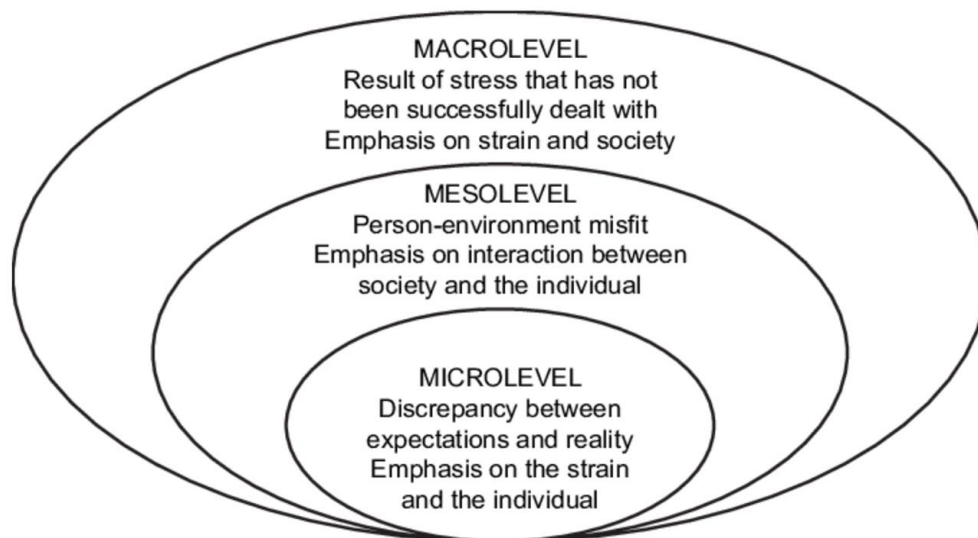 MACROLEVEL
Result of stress that has not
been successfully dealt with
Emphasis on strain and society
MESOLEVEL
Person-environment misfit
Emphasis on interaction between
society and the individual
MICROLEVEL
Discrepancy between
expectations and reality
Emphasis on the strain
and the individual